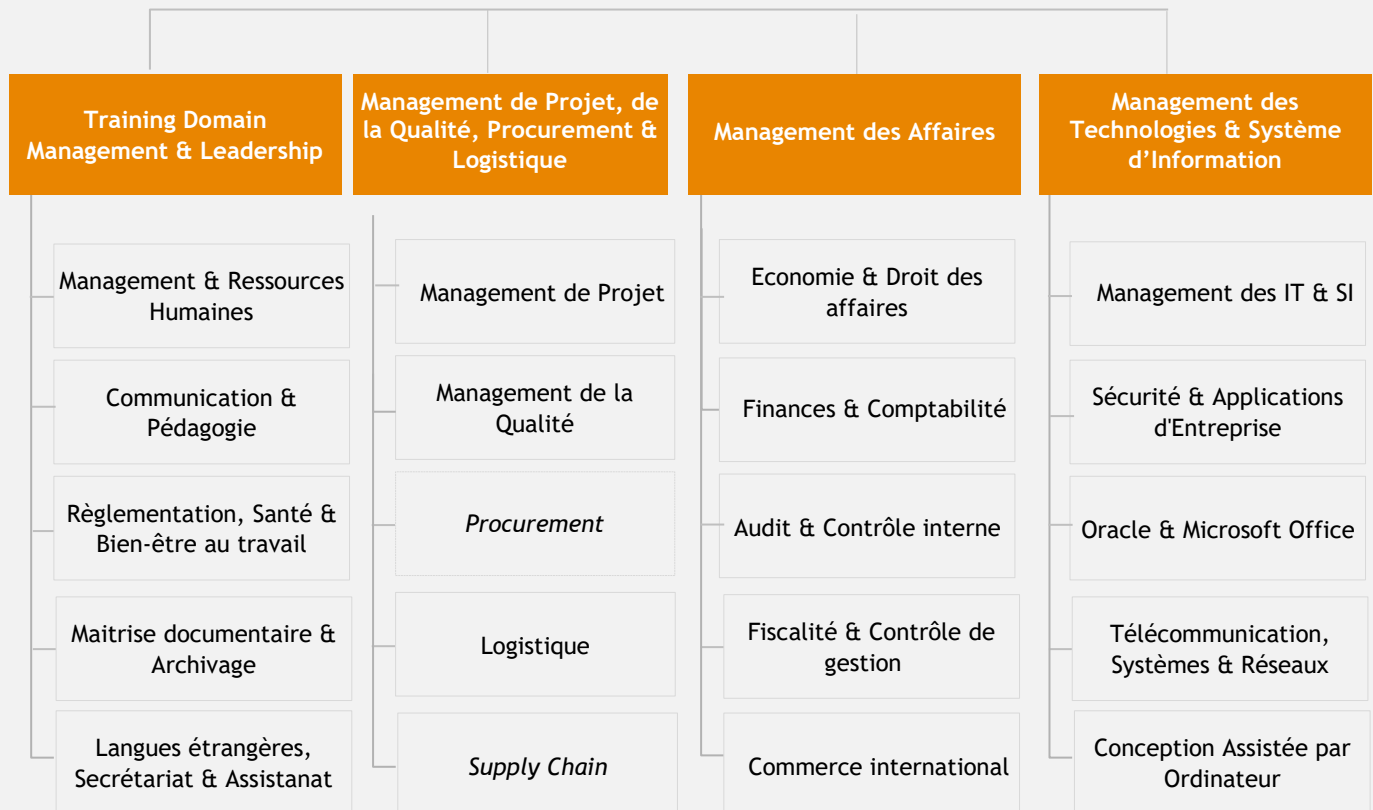 Training Domain
Management & Leadership
Management de Projet, de
la Qualité, Procurement &
Logistique
Management des Affaires
Management des
Technologies & Système
d’Information
Management & Ressources
Humaines
Communication &
Pédagogie
Règlementation, Santé &
Bien-être au travail
Maitrise documentaire &
Archivage
Langues étrangères,
Secrétariat & Assistanat
Management de Projet
Management de la
Qualité
Procurement
Logistique
Supply Chain
Economie & Droit des
affaires
Finances & Comptabilité
Audit & Contrôle interne
Fiscalité & Contrôle de
gestion
Commerce international
Management des IT & SI
Sécurité & Applications
d'Entreprise
Oracle & Microsoft Office
Télécommunication,
Systèmes & Réseaux
Conception Assistée par
Ordinateur